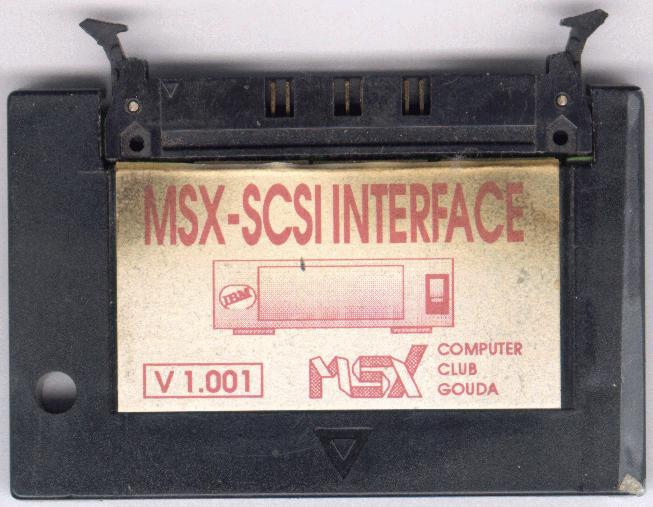 MSX-SCSI INTERFACE
IBM
V 1.001
MSX
COMPUTER
CLUB
GOUDA